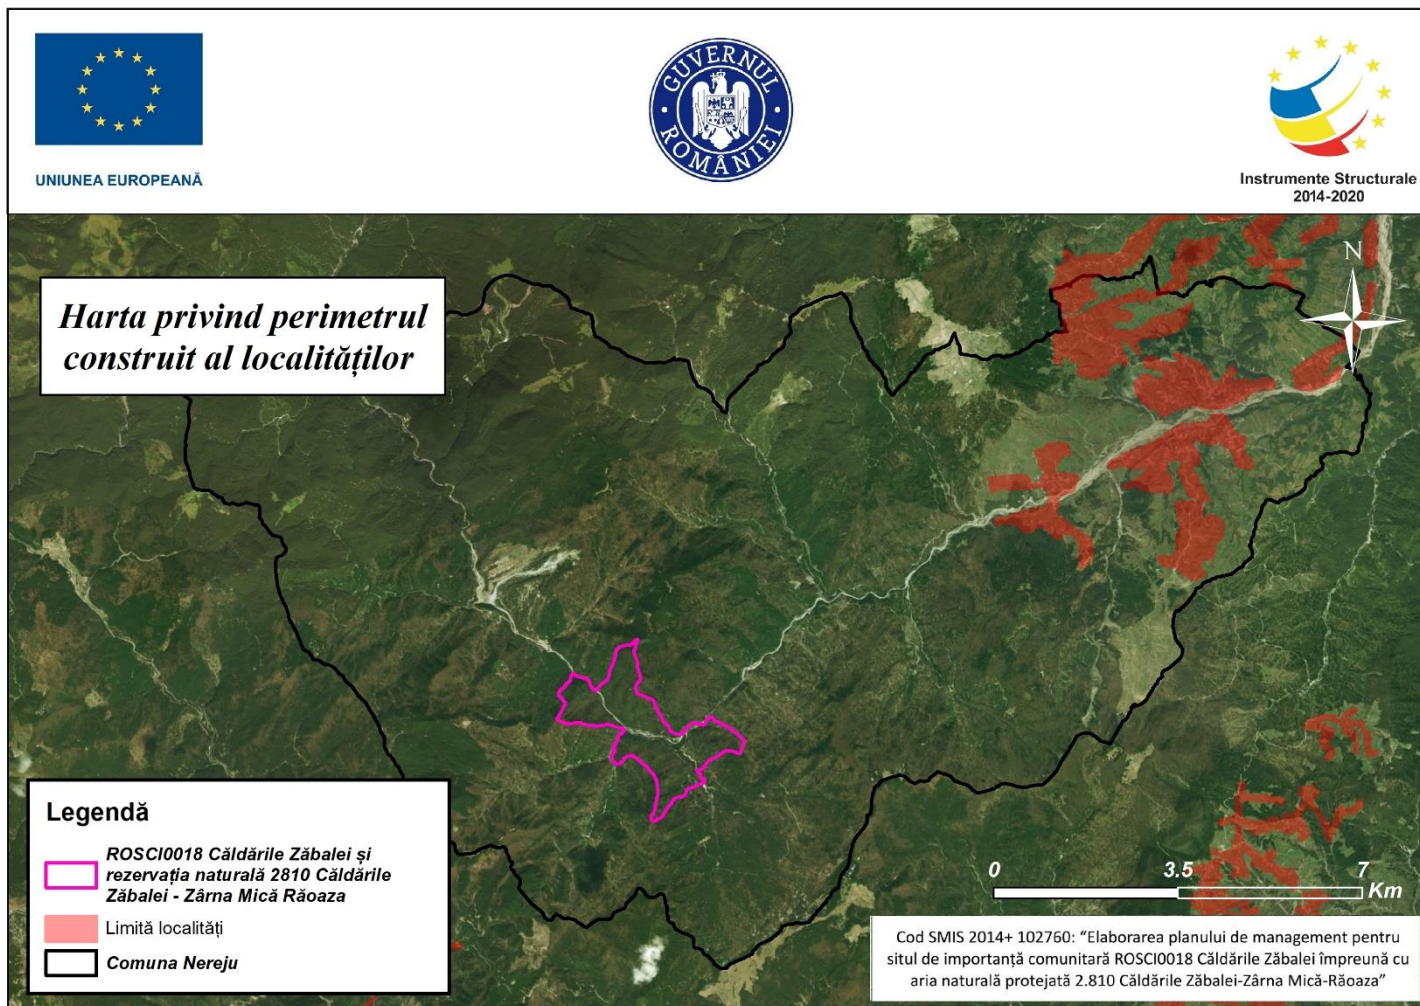 UNIUNEA EUROPEANĂ
GUVERNUL ROMÂNIEI
Instrumente Structurale
2014-2020
Harta privind perimetrul
construit al localităților
N
Legendă
ROSCI0018 Căldările Zăbalei și
rezervația naturală 2810 Căldările
Zăbalei - Zârna Mică Răoaza
Limită localități
Comuna Nereju
0 3.5 7
Km
Cod SMIS 2014+ 102760: “Elaborarea planului de management pentru
situl de importanță comunitară ROSCI0018 Căldările Zăbalei împreună cu
aria naturală protejată 2.810 Căldările Zăbalei-Zârna Mică-Răoaza”